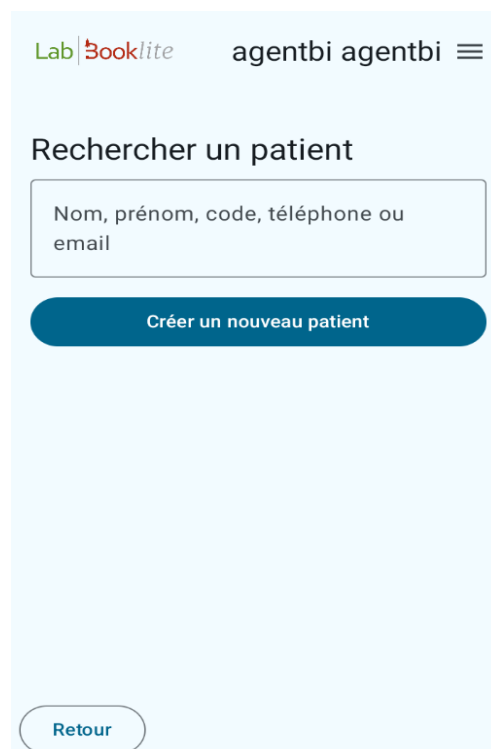 Lab Booklite agentbi agentbi
Rechercher un patient
Nom, prénom, code, téléphone ou
email
Créer un nouveau patient
Retour